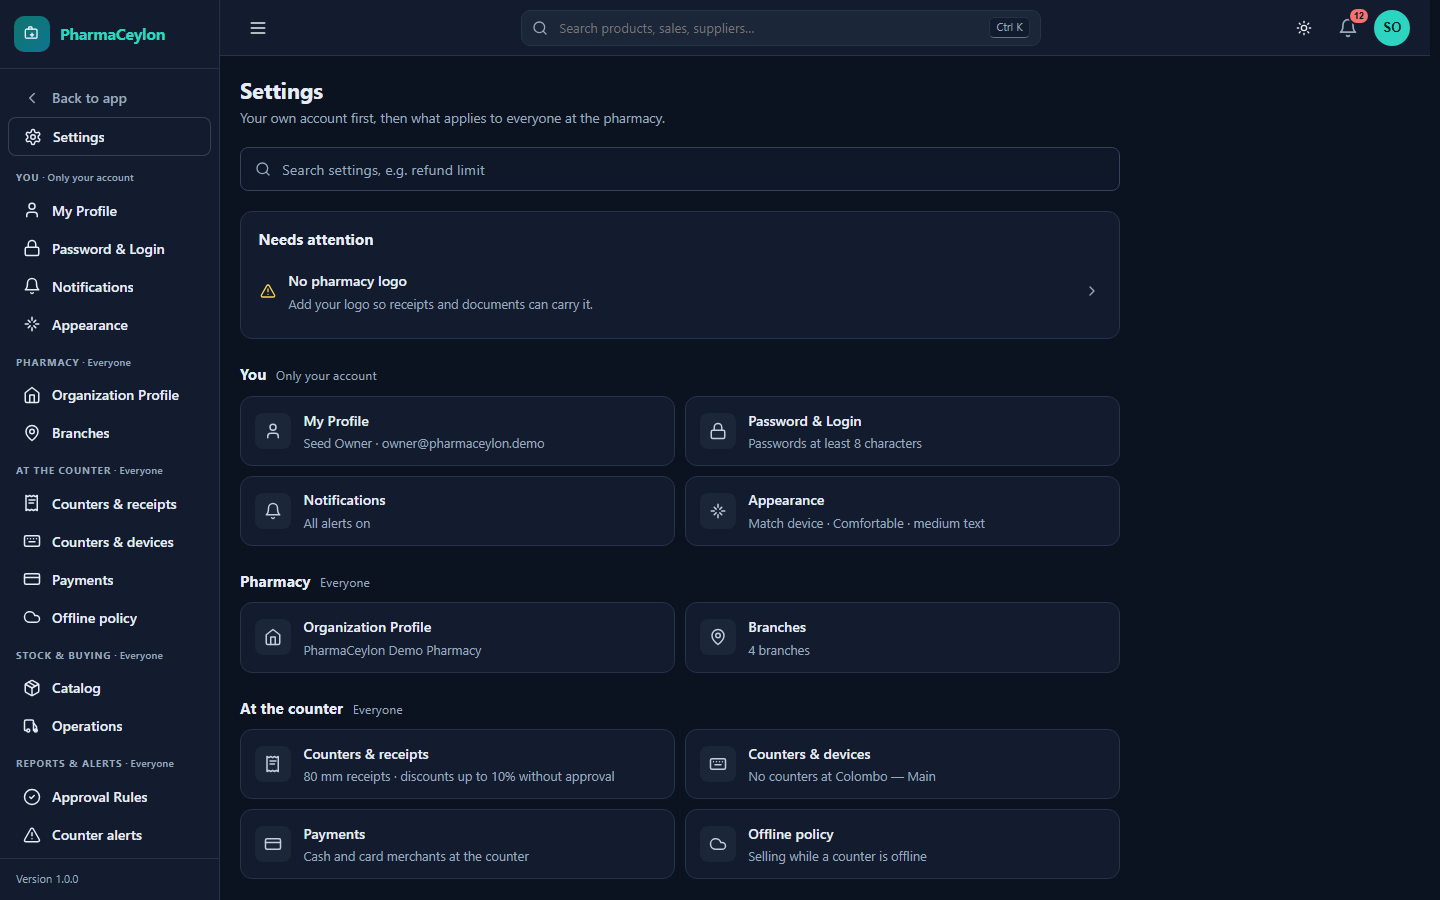 PharmaCeylon
Search products, sales, suppliers...
Ctrl K
12
SO
Back to app
Settings
YOU · Only your account
My Profile
Password & Login
Notifications
Appearance
PHARMACY · Everyone
Organization Profile
Branches
AT THE COUNTER · Everyone
Counters & receipts
Counters & devices
Payments
Offline policy
STOCK & BUYING · Everyone
Catalog
Operations
REPORTS & ALERTS · Everyone
Approval Rules
Counter alerts
Version 1.0.0
Settings
Your own account first, then what applies to everyone at the pharmacy.
Search settings, e.g. refund limit
Needs attention
No pharmacy logo
Add your logo so receipts and documents can carry it.
You Only your account
My Profile
Seed Owner · owner@pharmaceylon.demo
Password & Login
Passwords at least 8 characters
Notifications
All alerts on
Appearance
Match device · Comfortable · medium text
Pharmacy Everyone
Organization Profile
PharmaCeylon Demo Pharmacy
Branches
4 branches
At the counter Everyone
Counters & receipts
80 mm receipts · discounts up to 10% without approval
Counters & devices
No counters at Colombo — Main
Payments
Cash and card merchants at the counter
Offline policy
Selling while a counter is offline